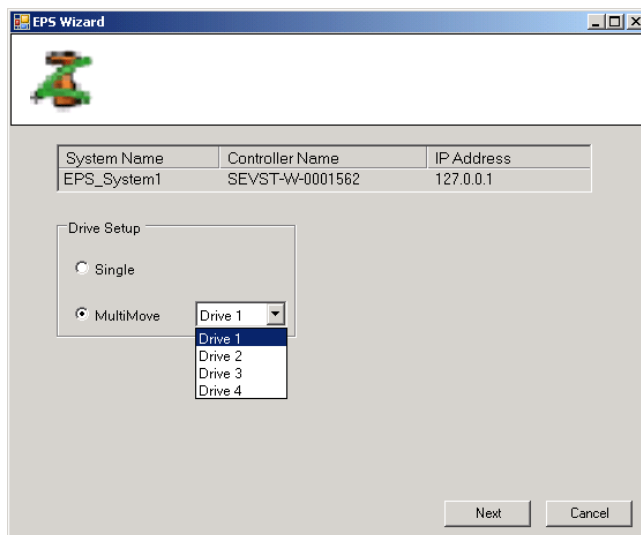 EPS Wizard
System Name Controller Name IP Address
EPS_System1 SEVST-W-0001562 127.0.0.1
Drive Setup
Single
MultiMove Drive 1
Drive 1
Drive 2
Drive 3
Drive 4
Next Cancel